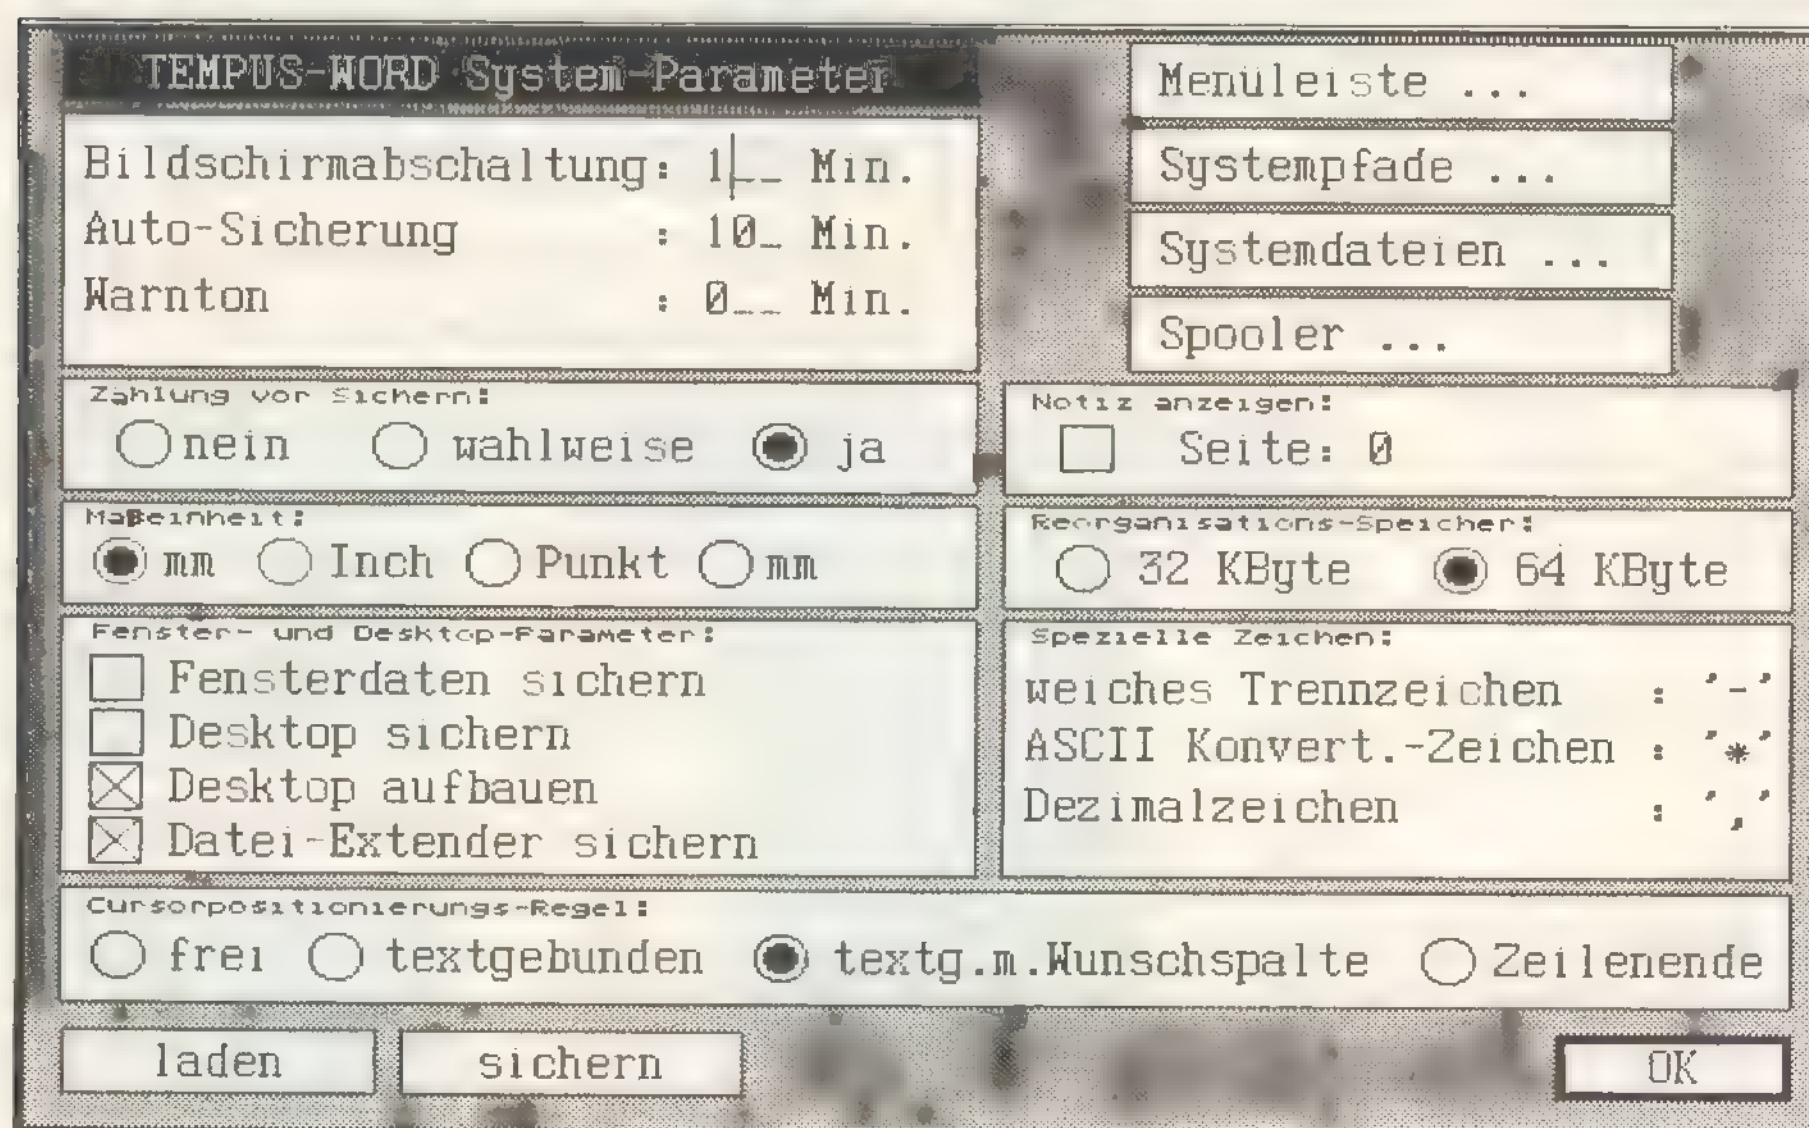 TEMPUS-WORD System-Parameter
Bildschirmabschaltung: 1__ Min.
Auto-Sicherung : 10_ Min.
Warnton : 0__ Min.
Menüleiste ...
Systempfade ...
Systemdateien ...
Spooler ...
Zählung vor Sichern:
nein wahlweise ja
Notiz anzeigen:
Seite: 0
Maßeinheit:
mm Inch Punkt mm
Reorganisations-Speicher:
32 KByte 64 KByte
Fenster- und Desktop-Parameter:
Fensterdaten sichern
Desktop sichern
Desktop aufbauen
Datei-Extender sichern
Spezielle Zeichen:
weiches Trennzeichen : '-'
ASCII Konvert.-Zeichen : '*'
Dezimalzeichen : ','
Cursorpositionierungs-Regel:
frei textgebunden textg.m.Wunschspalte Zeilenende
laden sichern OK